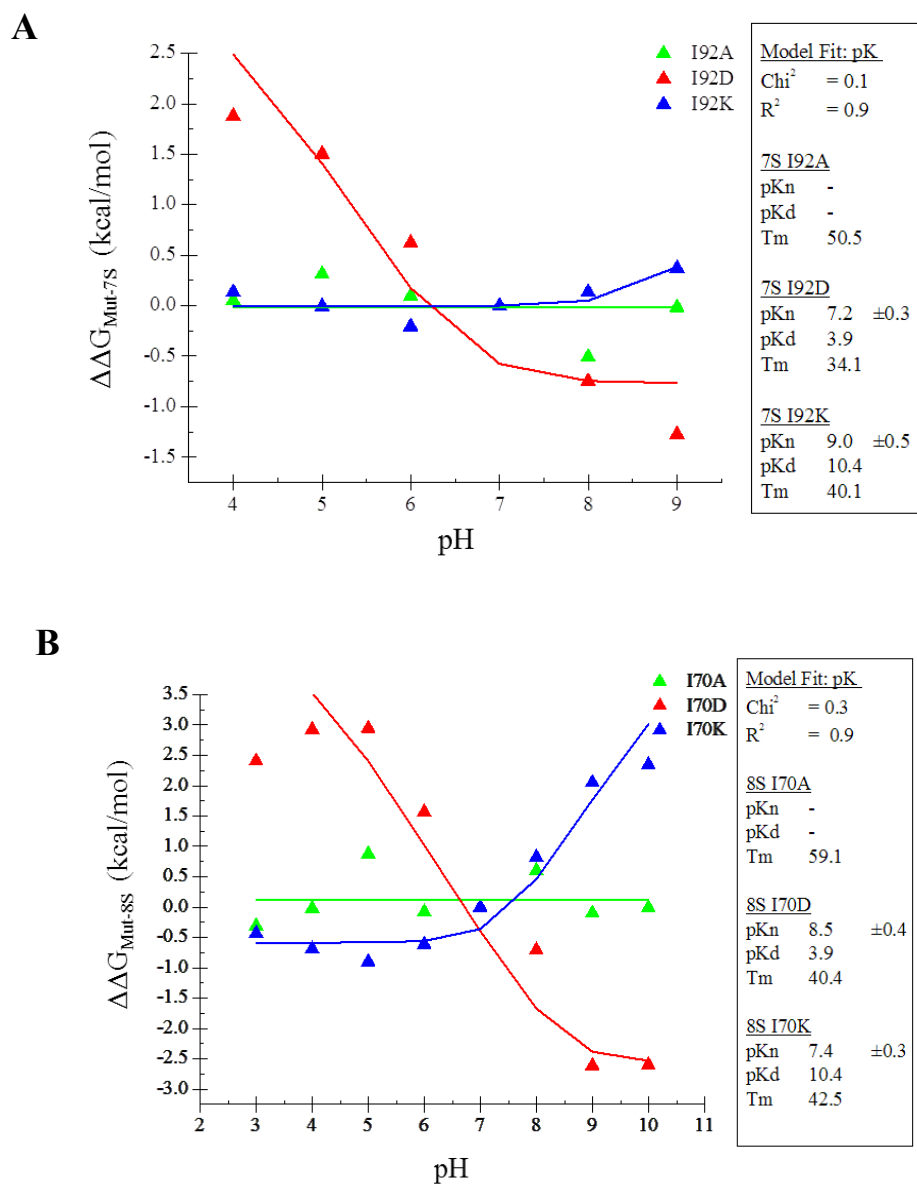 A
2.5
2.0
1.5
1.0
0.5
0.0
-0.5
-1.0
-1.5
ΔΔG Mut-7S (kcal/mol)
4 5 6 7 8 9
pH
I92A
I92D
I92K
Model Fit: pK
Chi² = 0.1
R² = 0.9
7S I92A
pKn -
pKd -
Tm 50.5
7S I92D
pKn 7.2 ±0.3
pKd 3.9
Tm 34.1
7S I92K
pKn 9.0 ±0.5
pKd 10.4
Tm 40.1
B
3.5
3.0
2.5
2.0
1.5
1.0
0.5
0.0
-0.5
-1.0
-1.5
-2.0
-2.5
-3.0
ΔΔG Mut-8S (kcal/mol)
2 3 4 5 6 7 8 9 10 11
pH
I70A
I70D
I70K
Model Fit: pK
Chi² = 0.3
R² = 0.9
8S I70A
pKn -
pKd -
Tm 59.1
8S I70D
pKn 8.5 ±0.4
pKd 3.9
Tm 40.4
8S I70K
pKn 7.4 ±0.3
pKd 10.4
Tm 42.5